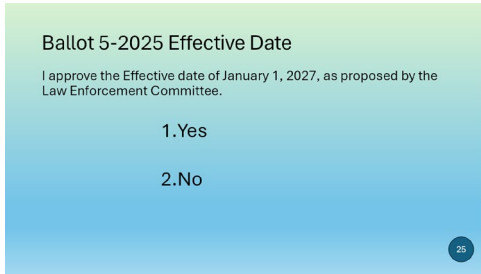 Ballot 5-2025 Effective Date
I approve the Effective date of January 1, 2027, as proposed by the
Law Enforcement Committee.
1.Yes
2.No
25